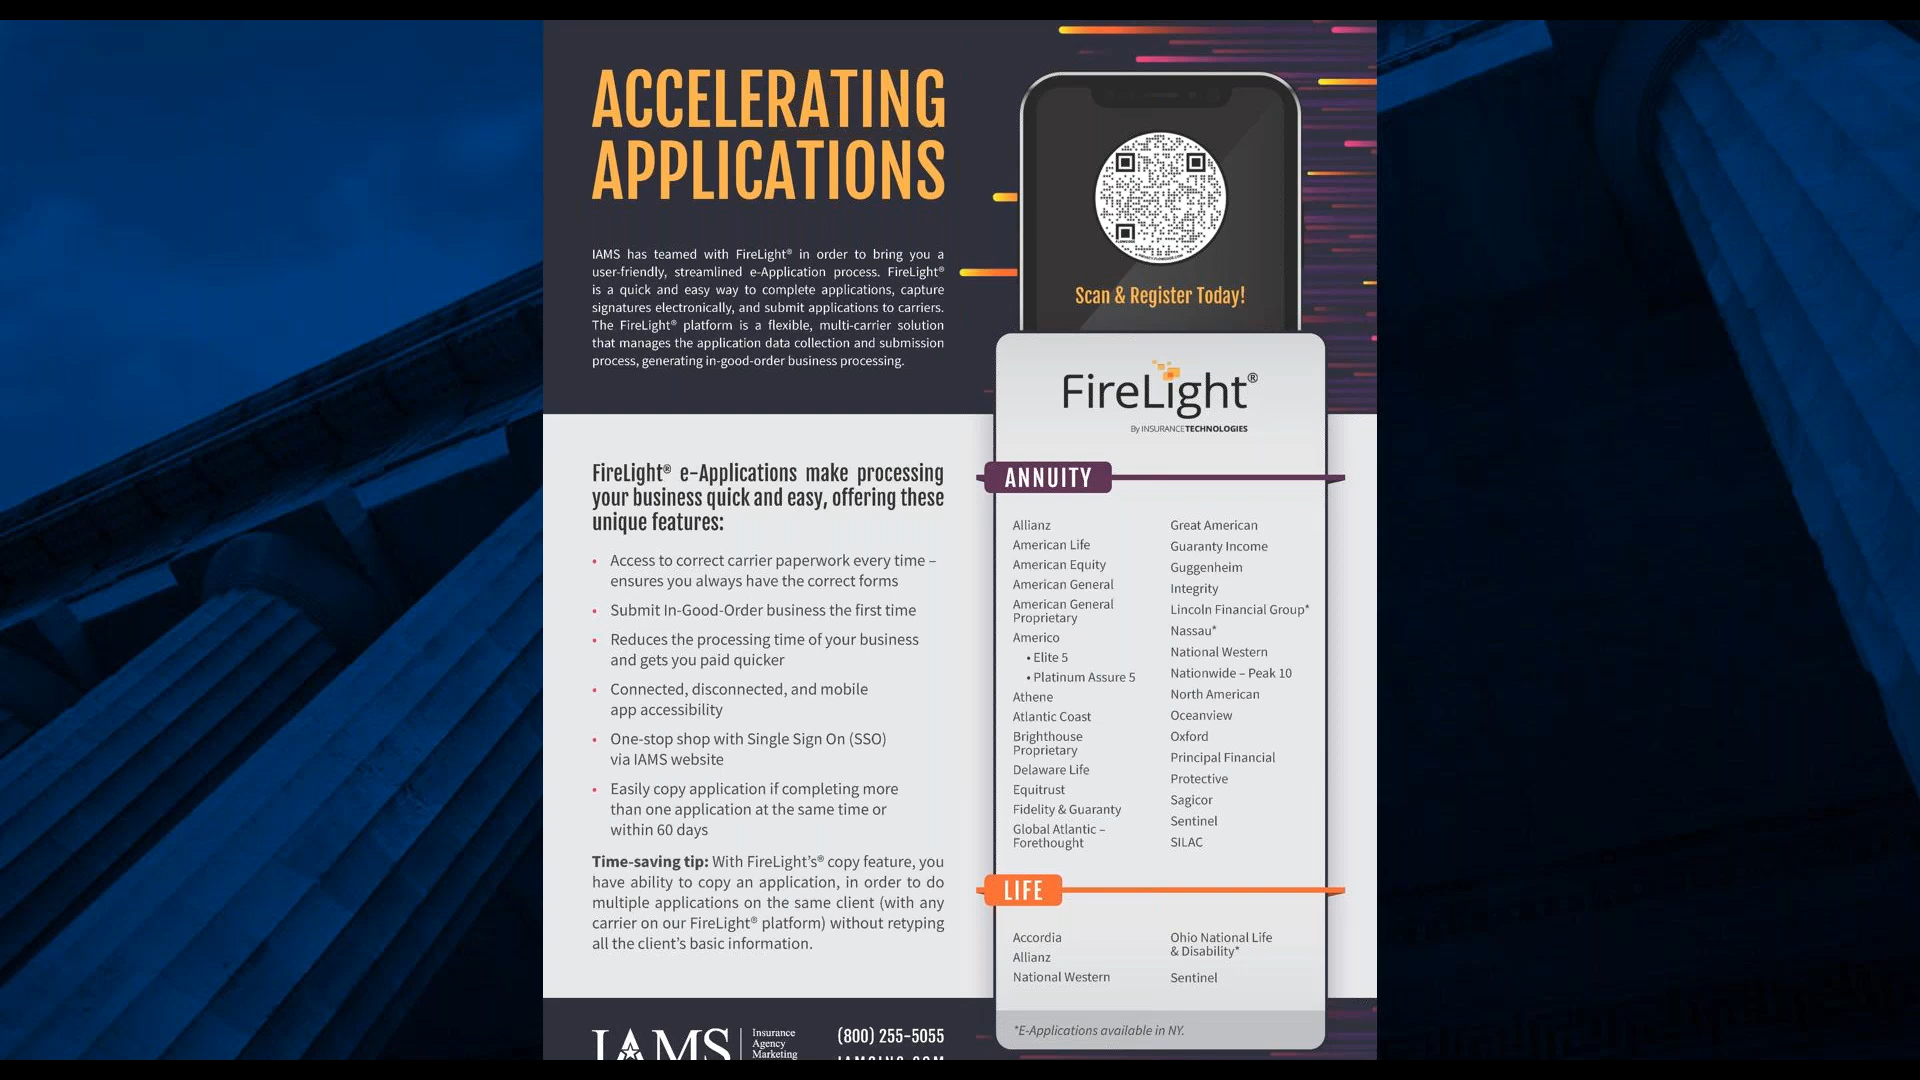 ACCELERATING
APPLICATIONS
IAMS has teamed with FireLight® in order to bring you a
user-friendly, streamlined e-Application process. FireLight®
is a quick and easy way to complete applications, capture
signatures electronically, and submit applications to carriers.
The FireLight® platform is a flexible, multi-carrier solution
that manages the application data collection and submission
process, generating in-good-order business processing.
Scan & Register Today!
FireLight®
By INSURANCETECHNOLOGIES
FireLight® e-Applications make processing
your business quick and easy, offering these
unique features:
• Access to correct carrier paperwork every time –
ensures you always have the correct forms
• Submit In-Good-Order business the first time
• Reduces the processing time of your business
and gets you paid quicker
• Connected, disconnected, and mobile
app accessibility
• One-stop shop with Single Sign On (SSO)
via IAMS website
• Easily copy application if completing more
than one application at the same time or
within 60 days
Time-saving tip: With FireLight's® copy feature, you
have ability to copy an application, in order to do
multiple applications on the same client (with any
carrier on our FireLight® platform) without retyping
all the client's basic information.
ANNUITY
Allianz
American Life
American Equity
American General
American General
Proprietary
Americo
• Elite 5
• Platinum Assure 5
Athene
Atlantic Coast
Brighthouse
Proprietary
Delaware Life
Equitrust
Fidelity & Guaranty
Global Atlantic –
Forethought
Great American
Guaranty Income
Guggenheim
Integrity
Lincoln Financial Group*
Nassau*
National Western
Nationwide – Peak 10
North American
Oceanview
Oxford
Principal Financial
Protective
Sagicor
Sentinel
SILAC
LIFE
Accordia
Allianz
National Western
Ohio National Life
& Disability*
Sentinel
*E-Applications available in NY.
IAMS
Insurance
Agency
Marketing
(800) 255-5055